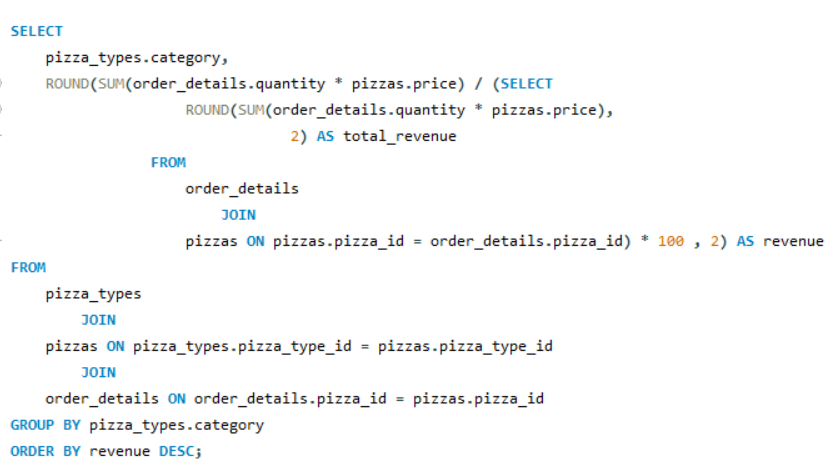 SELECT
pizza_types.category,
ROUND(SUM(order_details.quantity * pizzas.price) / (SELECT
ROUND(SUM(order_details.quantity * pizzas.price),
2) AS total_revenue
FROM
order_details
JOIN
pizzas ON pizzas.pizza_id = order_details.pizza_id) * 100 , 2) AS revenue
FROM
pizza_types
JOIN
pizzas ON pizza_types.pizza_type_id = pizzas.pizza_type_id
JOIN
order_details ON order_details.pizza_id = pizzas.pizza_id
GROUP BY pizza_types.category
ORDER BY revenue DESC;